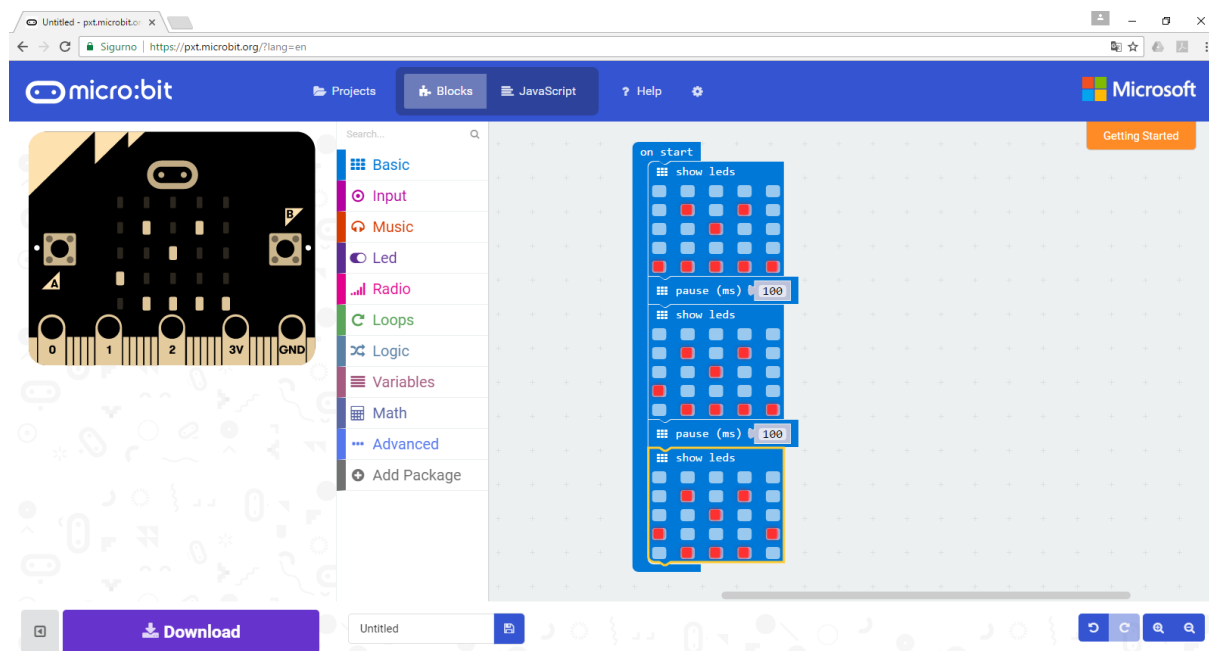 Untitled - pxt.microbit.or
Sigurno | https://pxt.microbit.org/?lang=en
micro:bit
Projects
Blocks
JavaScript
? Help
Microsoft
Getting Started
Search...
Basic
Input
Music
Led
Radio
Loops
Logic
Variables
Math
Advanced
Add Package
B
A
0 1 2 3V GND
on start
show leds
pause (ms) 100
show leds
pause (ms) 100
show leds
Download
Untitled